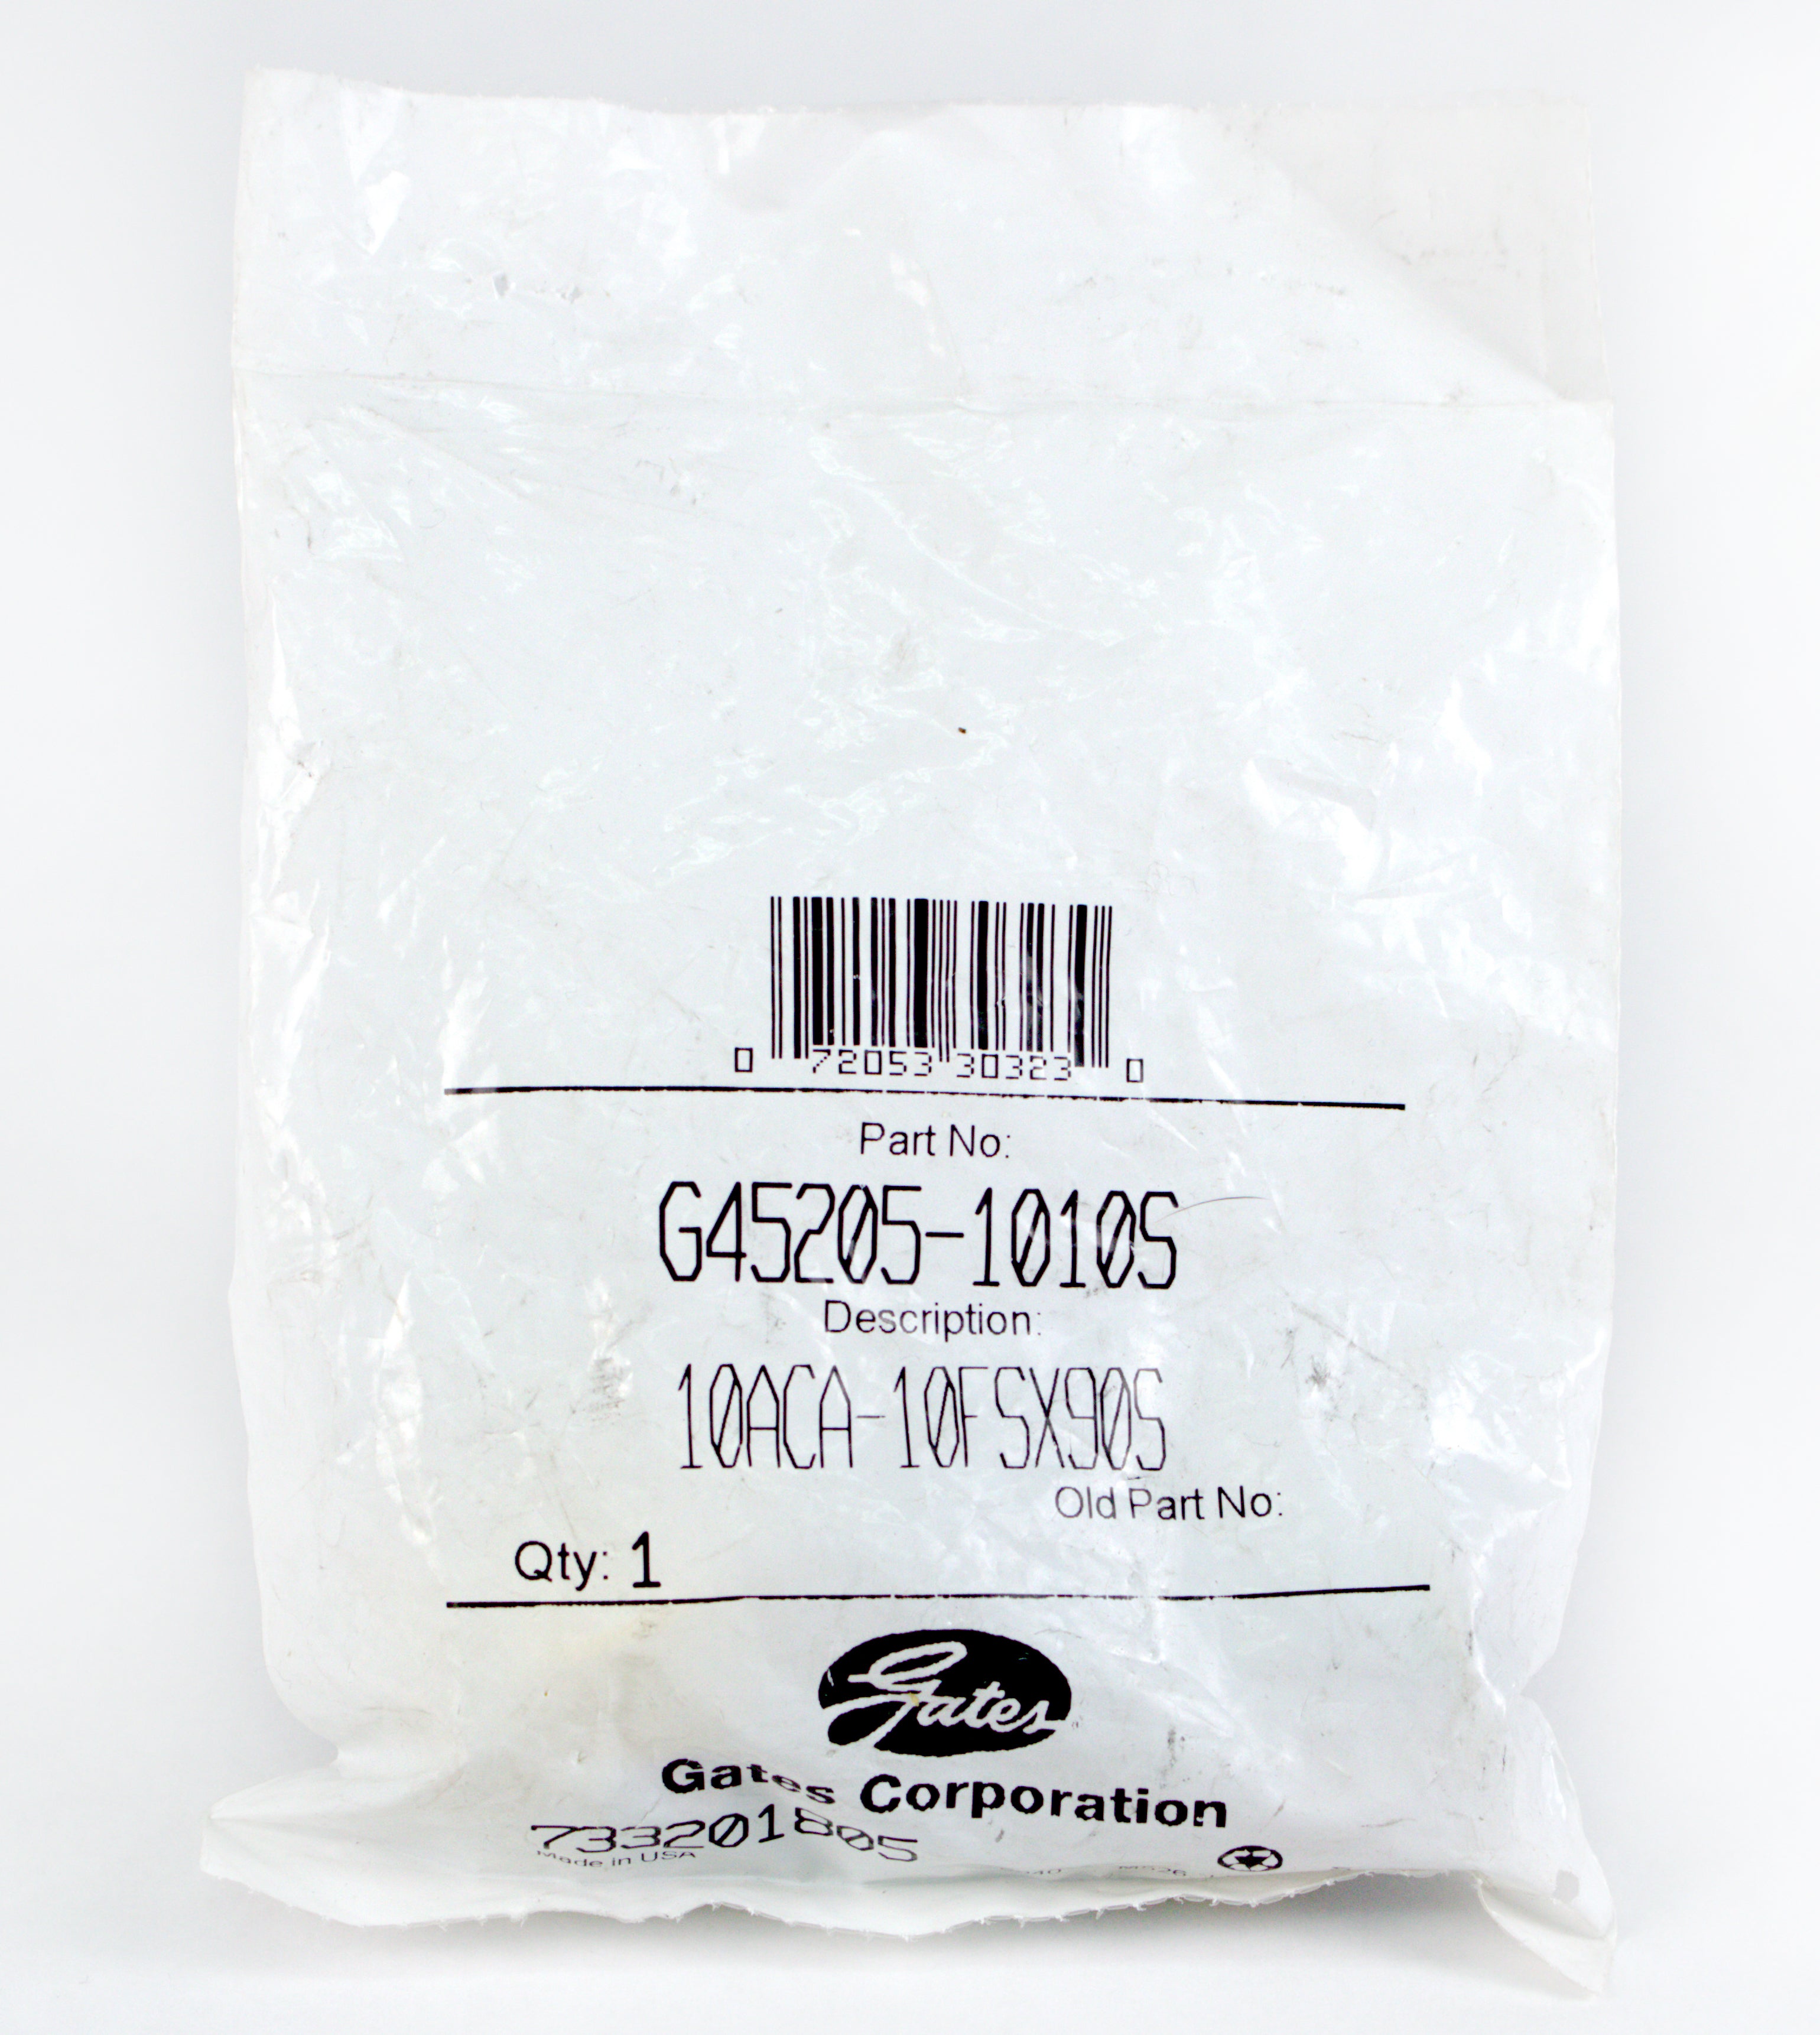 0 72053 30323 0
Part No:
G45205-1010S
Description:
10ACA-10FSX90S
Old Part No:
Qty: 1
Gates
Gates Corporation
733201805
Made in USA